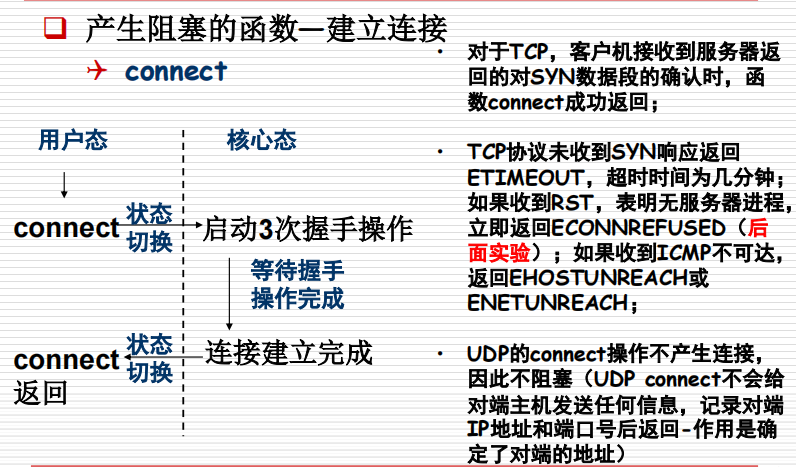 产生阻塞的函数—建立连接
connect
用户态
核心态
connect
状态
切换
启动3次握手操作
等待握手
操作完成
connect
返回
状态
切换
连接建立完成
• 对于TCP，客户机接收到服务器返
回的对SYN数据段的确认时，函
数connect成功返回；
• TCP协议未收到SYN响应返回
ETIMEOUT，超时时间为几分钟；
如果收到RST，表明无服务器进程，
立即返回ECONNREFUSED（后
面实验）；如果收到ICMP不可达，
返回EHOSTUNREACH或
ENETUNREACH；
• UDP的connect操作不产生连接，
因此不阻塞（UDP connect不会给
对端主机发送任何信息，记录对端
IP地址和端口号后返回-作用是确
定了对端的地址）